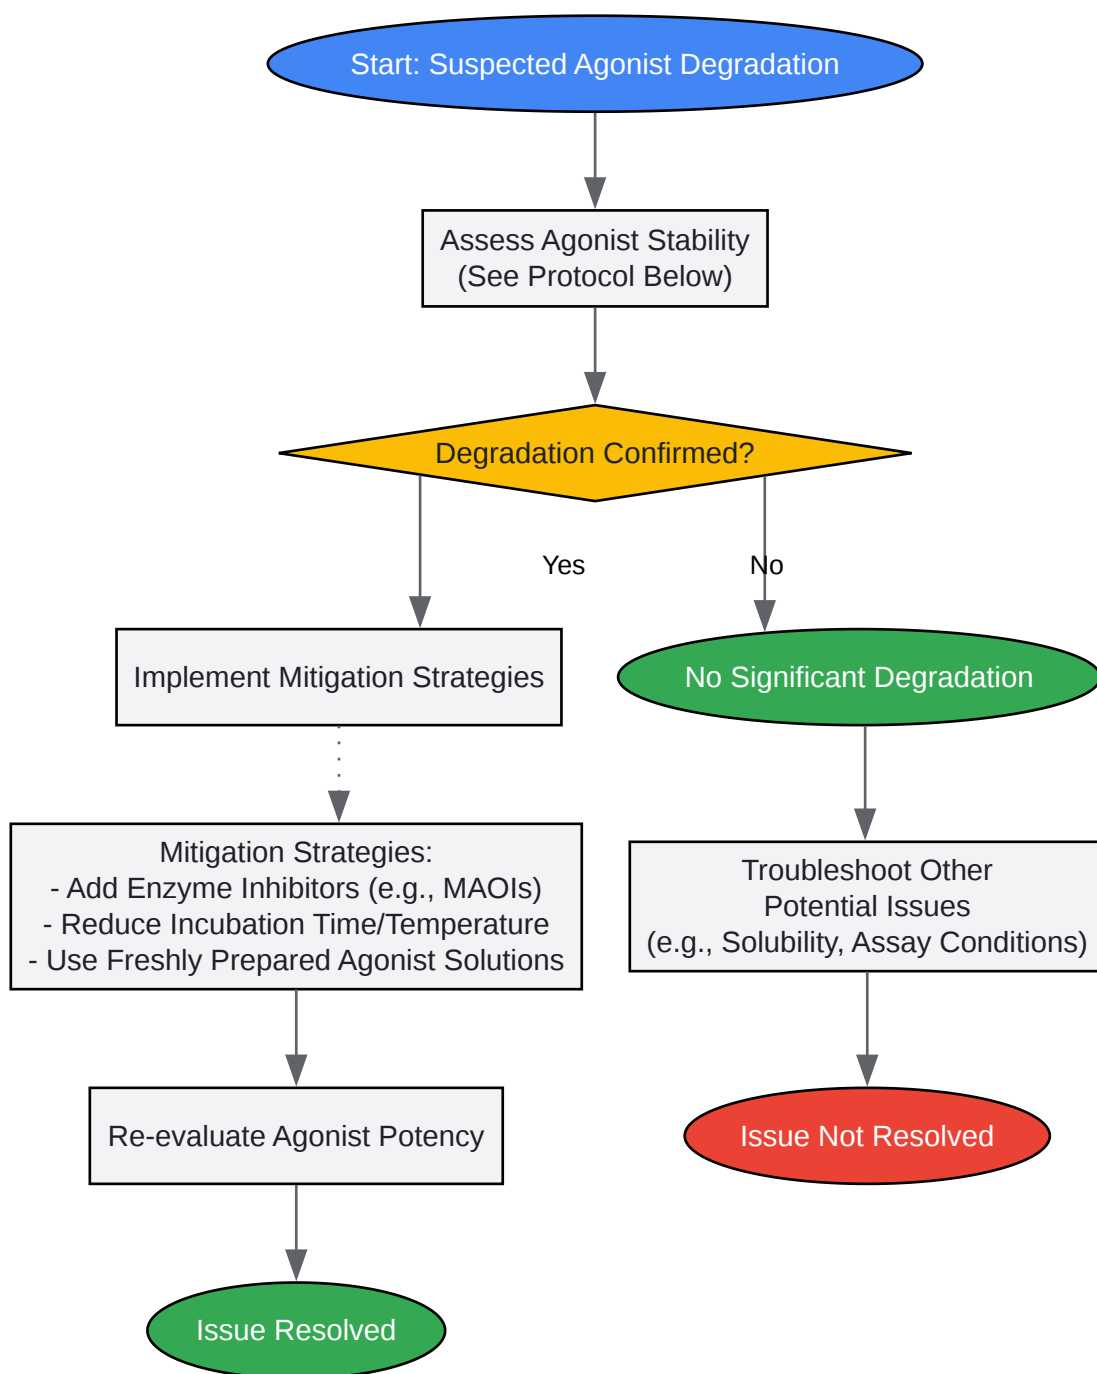 Start: Suspected Agonist Degradation
Assess Agonist Stability
(See Protocol Below)
Degradation Confirmed?
Yes
No
Implement Mitigation Strategies
No Significant Degradation
Mitigation Strategies:
- Add Enzyme Inhibitors (e.g., MAOIs)
- Reduce Incubation Time/Temperature
- Use Freshly Prepared Agonist Solutions
Troubleshoot Other
Potential Issues
(e.g., Solubility, Assay Conditions)
Re-evaluate Agonist Potency
Issue Not Resolved
Issue Resolved